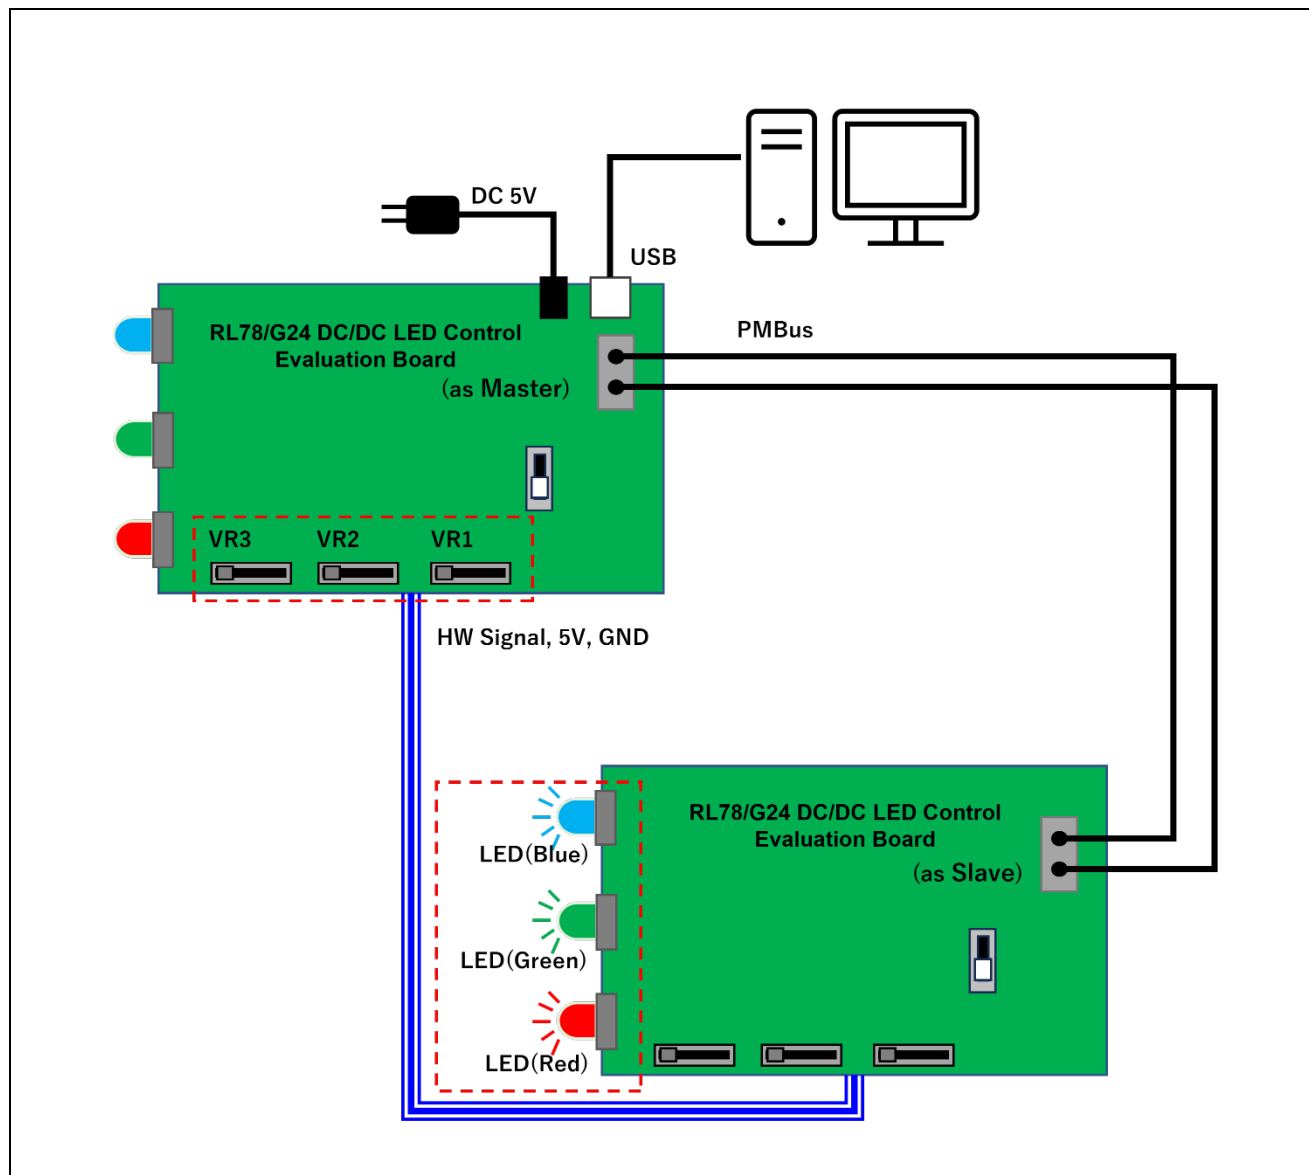 DC 5V
USB
PMBus
RL78/G24 DC/DC LED Control
Evaluation Board
(as Master)
VR3
VR2
VR1
HW Signal, 5V, GND
RL78/G24 DC/DC LED Control
Evaluation Board
(as Slave)
LED(Blue)
LED(Green)
LED(Red)